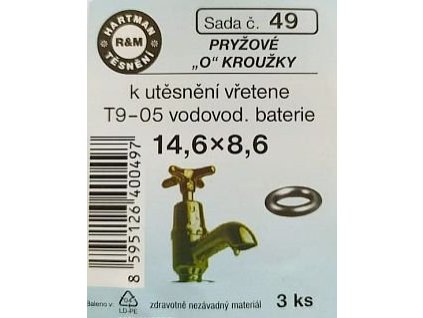 HARTMAN
R&M
TĚSNĚNÍ
Sada č. 49
PRYŽOVÉ
„O" KROUŽKY
k utěsnění vřetene
T9-05 vodovod. baterie
14,6×8,6
8 595126 400497
Baleno v:
LD-PE
zdravotně nezávadný materiál
3 ks